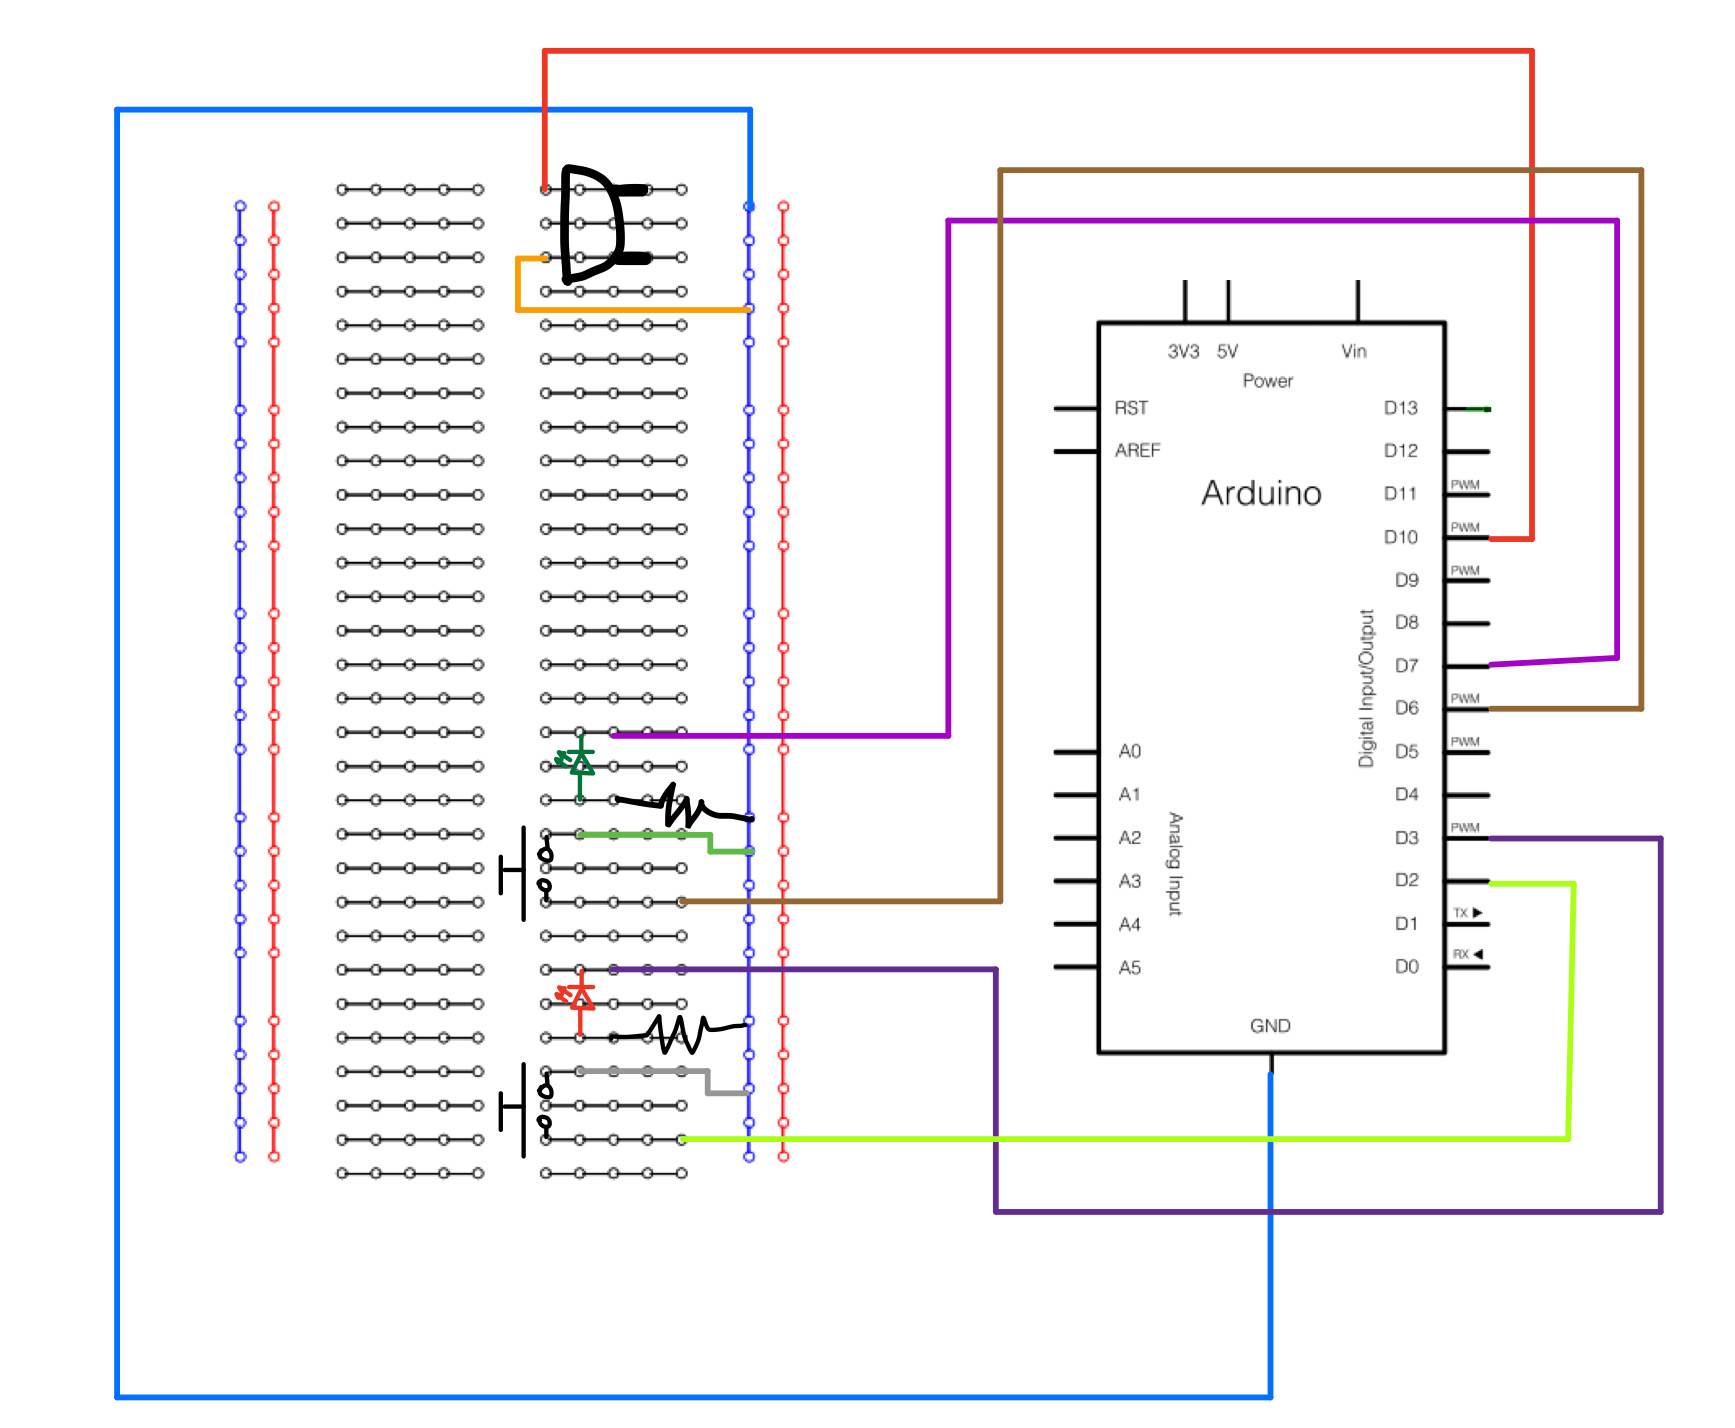 3V3 5V Vin
Power
RST D13
AREF D12
Arduino
D11 PWM
D10 PWM
D9 PWM
D8
Digital Input/Output
D7
D6 PWM
A0 D5 PWM
A1 D4
A2 D3 PWM
Analog Input
A3 D2
A4 D1 TX
A5 D0 RX
GND